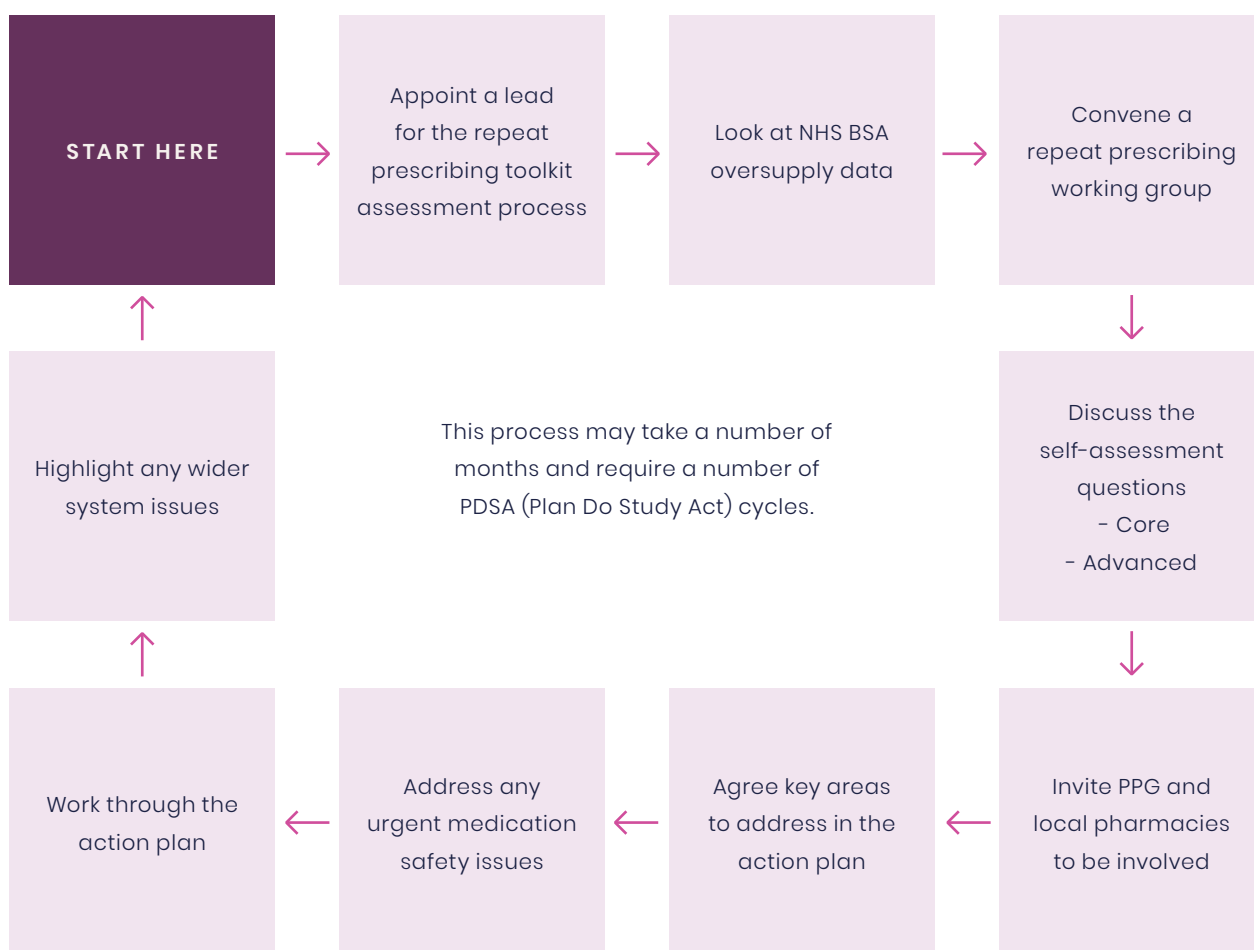 START HERE
Appoint a lead
for the repeat
prescribing toolkit
assessment process
Look at NHS BSA
oversupply data
Convene a
repeat prescribing
working group
Discuss the
self-assessment
questions
- Core
- Advanced
Invite PPG and
local pharmacies
to be involved
Agree key areas
to address in the
action plan
Address any
urgent medication
safety issues
Work through the
action plan
Highlight any wider
system issues
This process may take a number of
months and require a number of
PDSA (Plan Do Study Act) cycles.